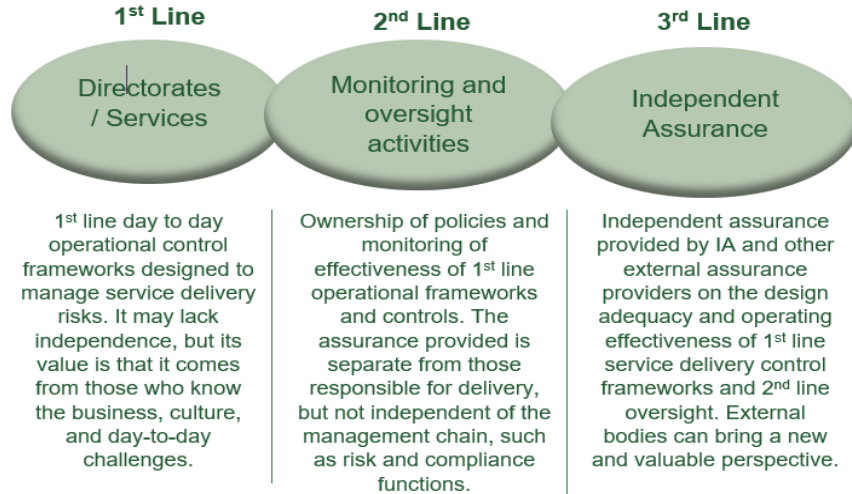 1st Line
Directorates
/ Services
1st line day to day
operational control
frameworks designed to
manage service delivery
risks. It may lack
independence, but its
value is that it comes
from those who know
the business, culture,
and day-to-day
challenges.
2nd Line
Monitoring and
oversight
activities
Ownership of policies and
monitoring of
effectiveness of 1st line
operational frameworks
and controls. The
assurance provided is
separate from those
responsible for delivery,
but not independent of the
management chain, such
as risk and compliance
functions.
3rd Line
Independent
Assurance
Independent assurance
provided by IA and other
external assurance
providers on the design
adequacy and operating
effectiveness of 1st line
service delivery control
frameworks and 2nd line
oversight. External
bodies can bring a new
and valuable perspective.